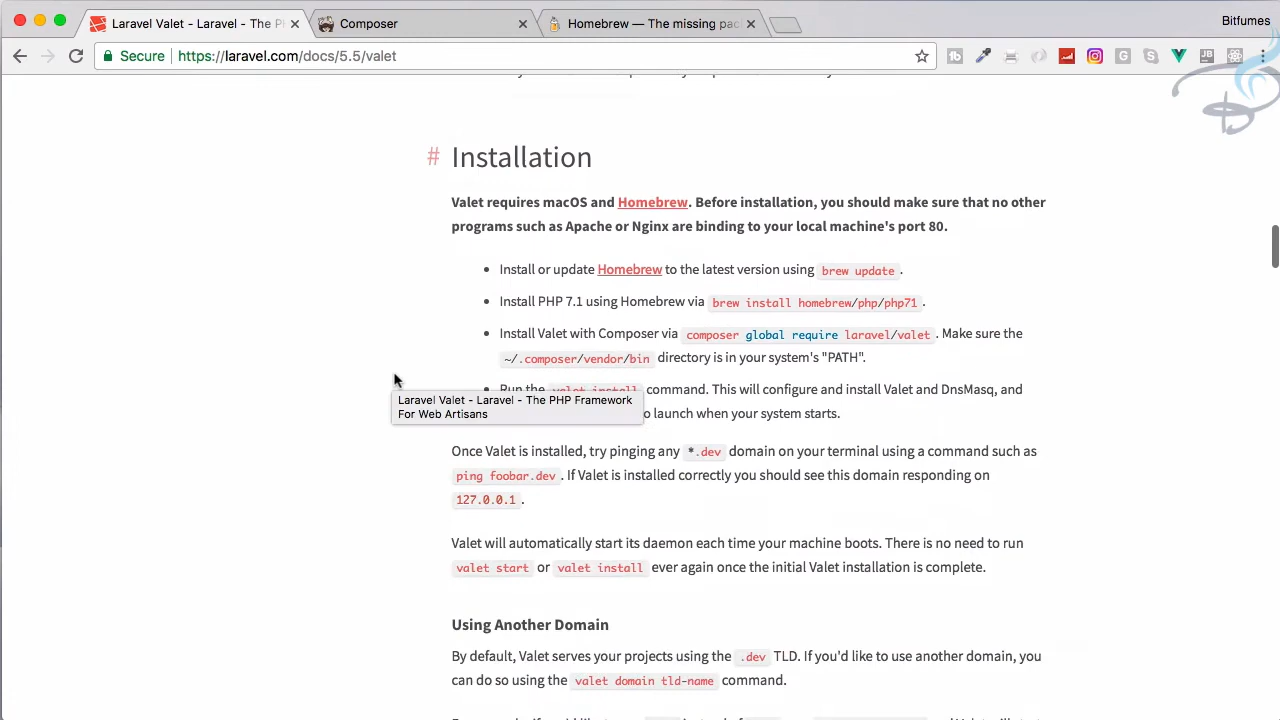 Laravel Valet - Laravel - The P
Composer
Homebrew — The missing pac
Bitfumes
Secure
https://laravel.com/docs/5.5/valet
# Installation
Valet requires macOS and Homebrew. Before installation, you should make sure that no other
programs such as Apache or Nginx are binding to your local machine's port 80.
Install or update Homebrew to the latest version using brew update.
Install PHP 7.1 using Homebrew via brew install homebrew/php/php71.
Install Valet with Composer via composer global require laravel/valet. Make sure the
~/.composer/vendor/bin directory is in your system's "PATH".
Run the valet install command. This will configure and install Valet and DnsMasq, and
Laravel Valet - Laravel - The PHP Framework
For Web Artisans
o launch when your system starts.
Once Valet is installed, try pinging any *.dev domain on your terminal using a command such as
ping foobar.dev. If Valet is installed correctly you should see this domain responding on
127.0.0.1.
Valet will automatically start its daemon each time your machine boots. There is no need to run
valet start or valet install ever again once the initial Valet installation is complete.
Using Another Domain
By default, Valet serves your projects using the .dev TLD. If you'd like to use another domain, you
can do so using the valet domain tld-name command.